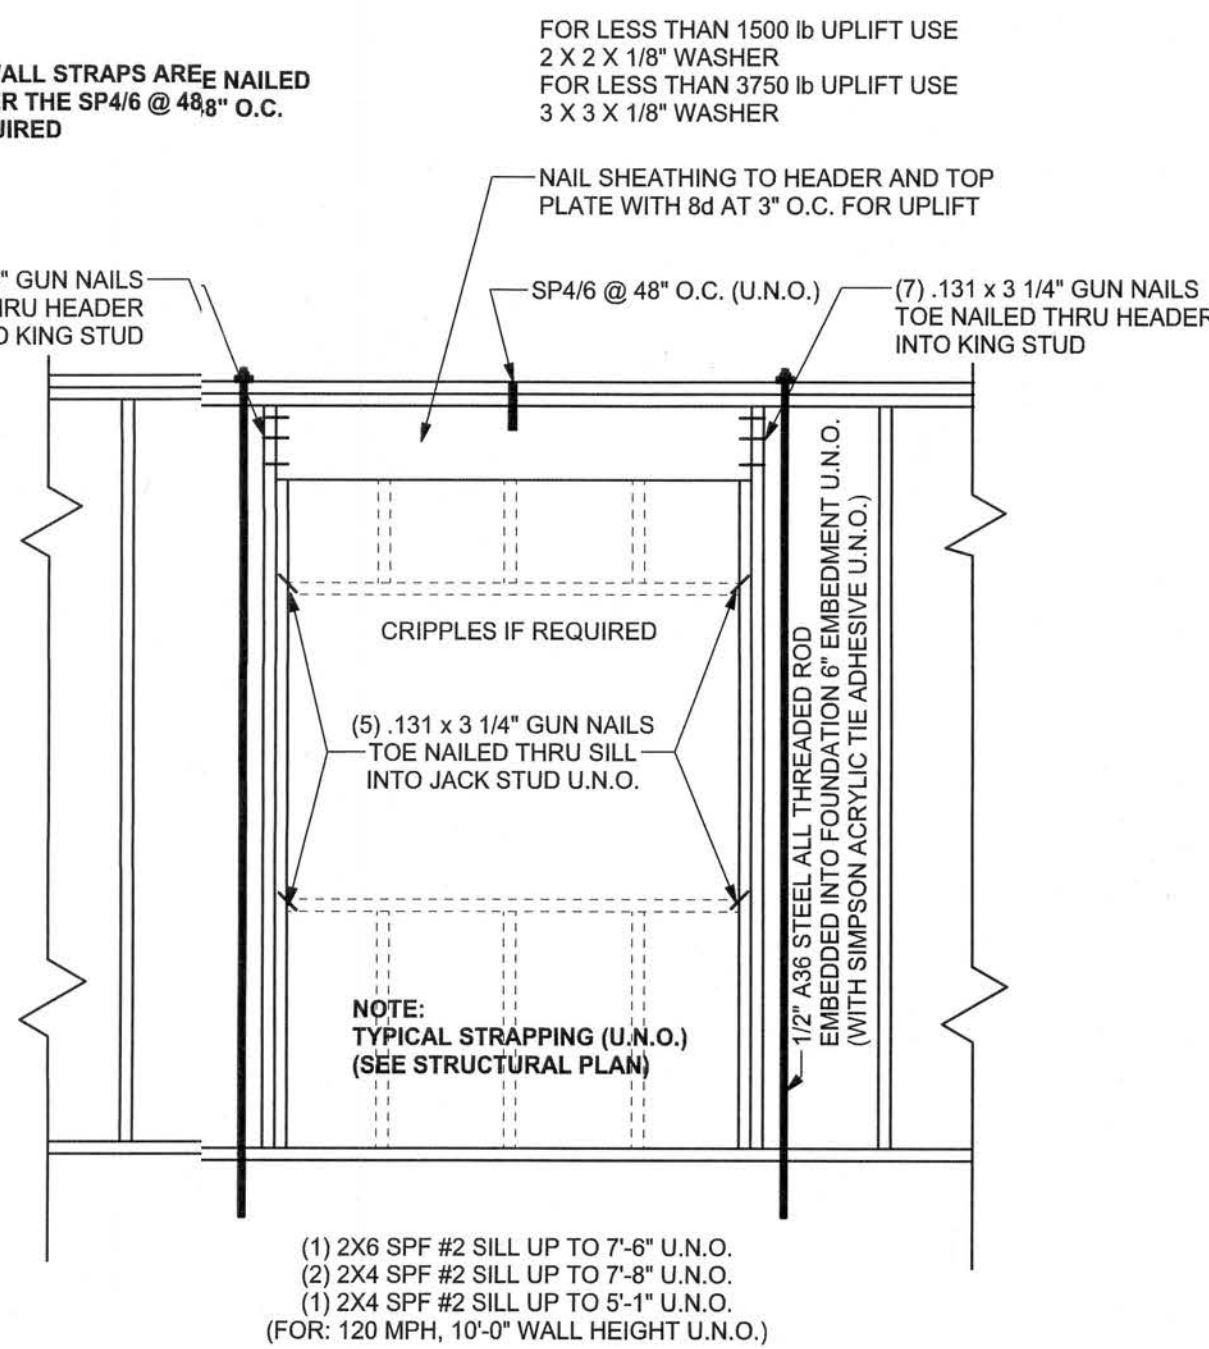 FOR LESS THAN 1500 lb UPLIFT USE
2 X 2 X 1/8" WASHER
FOR LESS THAN 3750 lb UPLIFT USE
3 X 3 X 1/8" WASHER
STRAPS ARE NAILED
THE SP4/6 @ 48" O.C.
NAIL SHEATHING TO HEADER AND TOP
PLATE WITH 8d AT 3" O.C. FOR UPLIFT
" GUN NAILS
HEADER
KING STUD
SP4/6 @ 48" O.C. (U.N.O.)
(7) .131 x 3 1/4" GUN NAILS
TOE NAILED THRU HEADER
INTO KING STUD
CRIPPLES IF REQUIRED
(5) .131 x 3 1/4" GUN NAILS
TOE NAILED THRU SILL
INTO JACK STUD U.N.O.
1/2" A36 STEEL ALL THREADED ROD
EMBEDDED INTO FOUNDATION 6" EMBEDMENT U.N.O.
(WITH SIMPSON ACRYLIC TIE ADHESIVE U.N.O.)
NOTE:
TYPICAL STRAPPING (U.N.O.)
(SEE STRUCTURAL PLAN)
(1) 2X6 SPF #2 SILL UP TO 7'-6" U.N.O.
(2) 2X4 SPF #2 SILL UP TO 7'-8" U.N.O.
(1) 2X4 SPF #2 SILL UP TO 5'-1" U.N.O.
(FOR: 120 MPH, 10'-0" WALL HEIGHT U.N.O.)